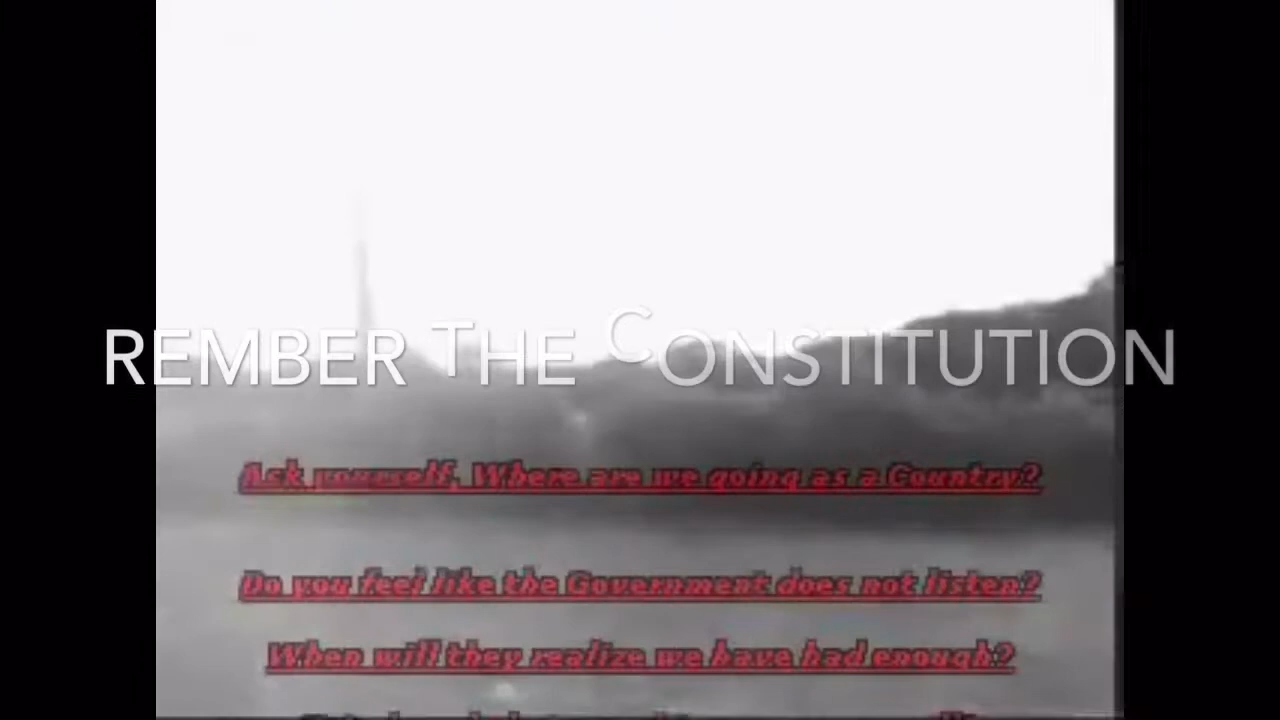 REMBER THE CONSTITUTION
Ask yourself, Where are we going as a Country?
Do you feel like the Government does not listen?
When will they realize we have had enough?